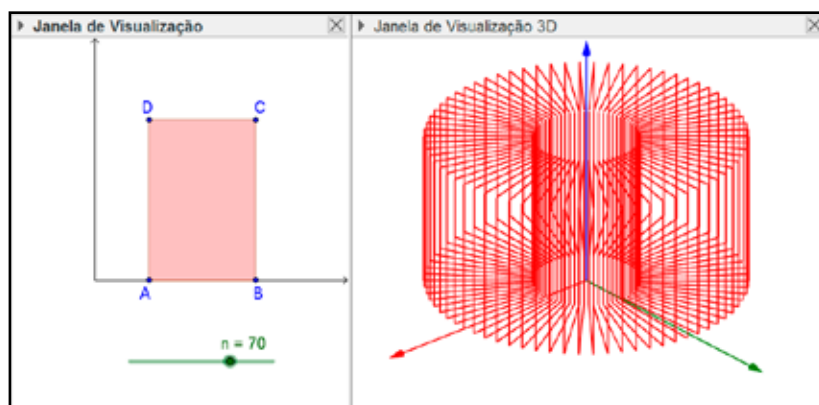 Janela de Visualização
Janela de Visualização 3D
D
C
A
B
n = 70